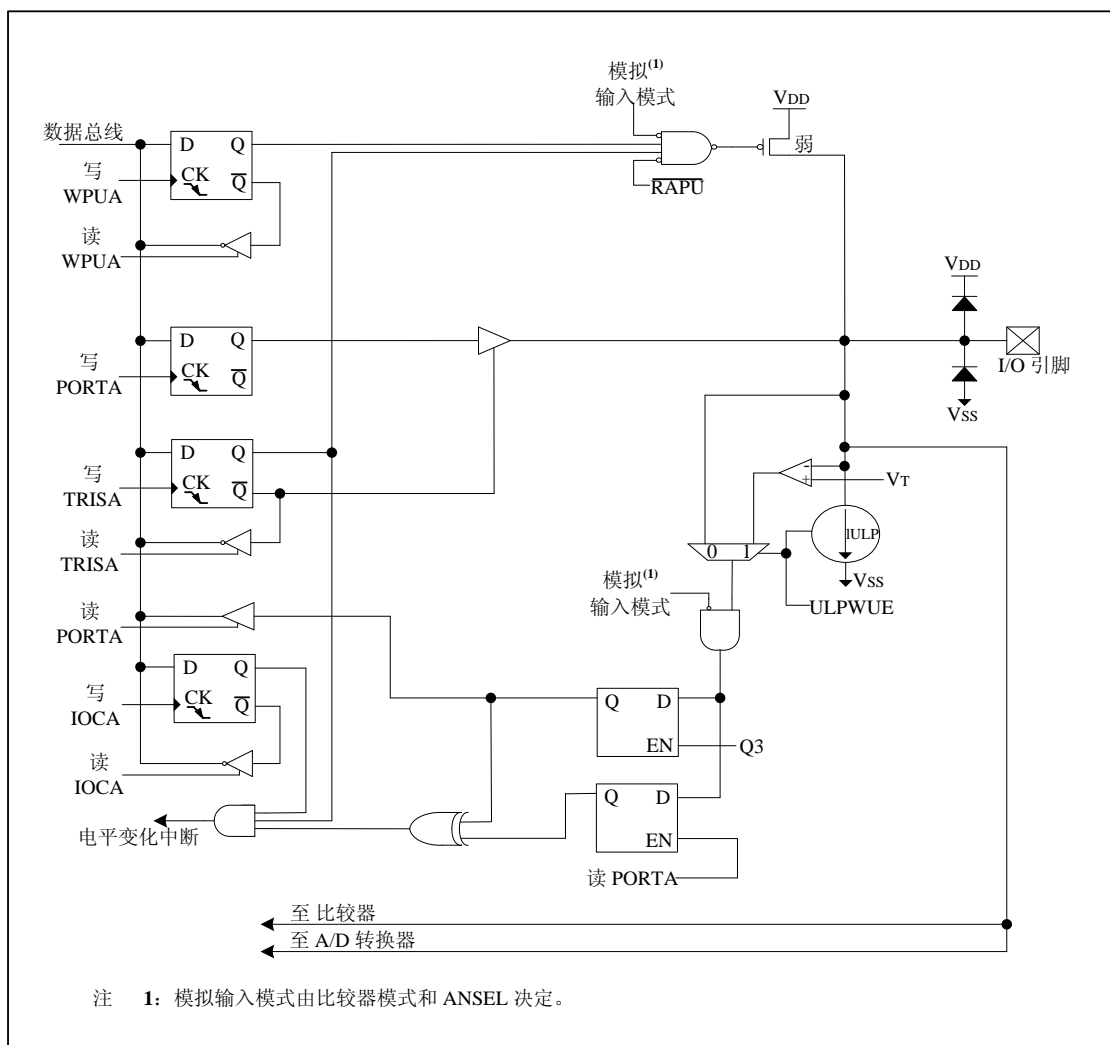 模拟(1)
输入模式
VDD
数据总线
D
Q
弱
写
WPUA
CK
Q
RAPU
读
WPUA
VDD
D
Q
写
PORTA
CK
Q
I/O 引脚
VSS
D
Q
写
TRISA
CK
Q
-
+
VT
读
TRISA
0
1
IULP
模拟(1)
输入模式
VSS
ULPWUE
读
PORTA
D
Q
写
IOCA
CK
Q
Q
D
EN
Q3
读
IOCA
Q
D
EN
电平变化中断
读 PORTA
至 比较器
至 A/D 转换器
注 1: 模拟输入模式由比较器模式和 ANSEL 决定。